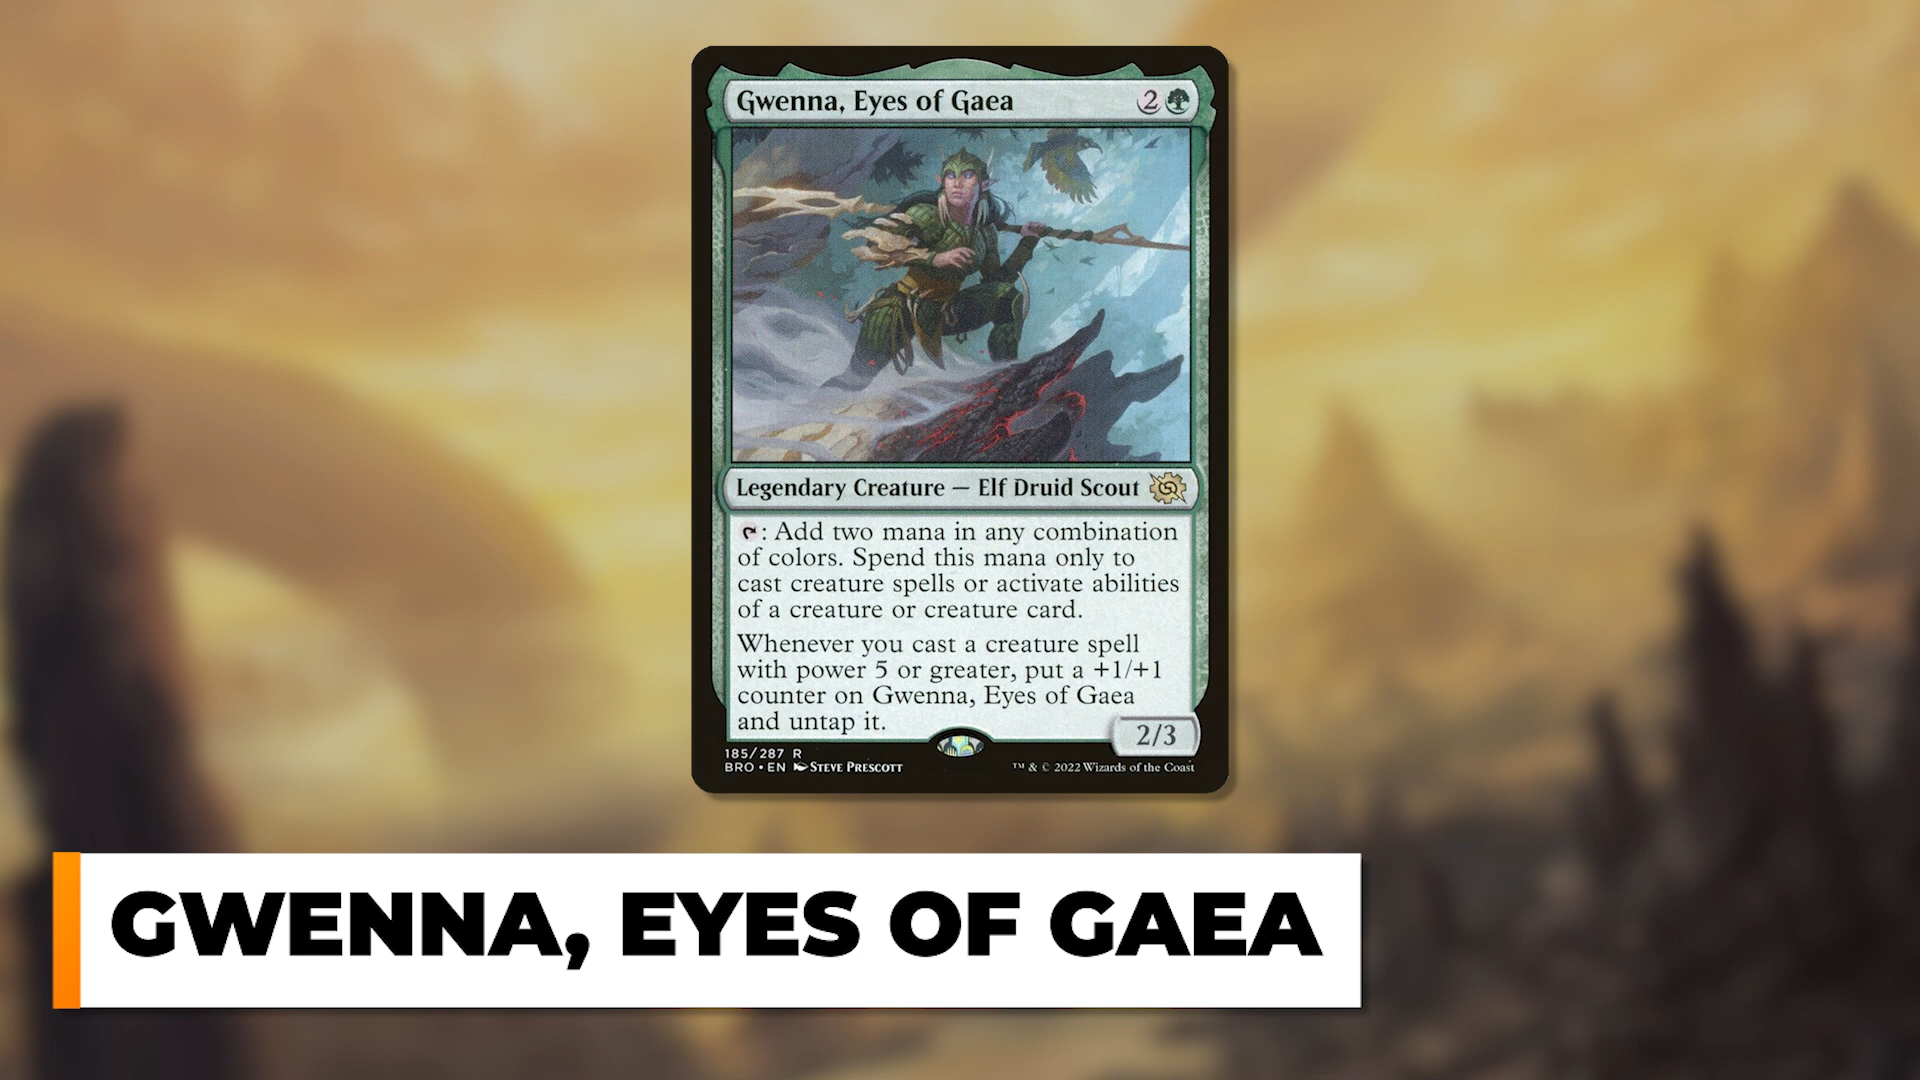 Gwenna, Eyes of Gaea 2
Legendary Creature — Elf Druid Scout
: Add two mana in any combination
of colors. Spend this mana only to
cast creature spells or activate abilities
of a creature or creature card.
Whenever you cast a creature spell
with power 5 or greater, put a +1/+1
counter on Gwenna, Eyes of Gaea
and untap it.
2/3
185/287 R
BRO • EN STEVE PRESCOTT
™ & © 2022 Wizards of the Coast
GWENNA, EYES OF GAEA